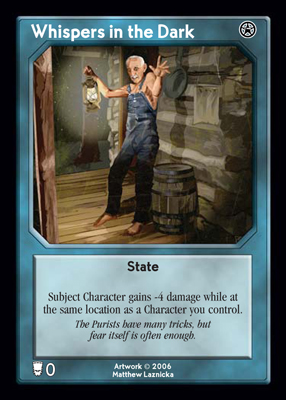 Whispers in the Dark
State
Subject Character gains -4 damage while at
the same location as a Character you control.
The Purists have many tricks, but
fear itself is often enough.
0
Artwork © 2006
Matthew Laznicka